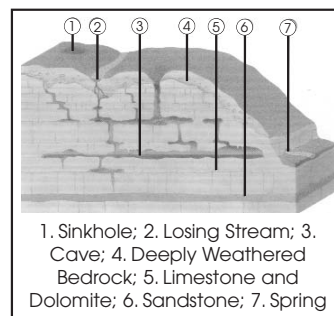 1 2 3 4 5 6 7
1. Sinkhole; 2. Losing Stream; 3.
Cave; 4. Deeply Weathered
Bedrock; 5. Limestone and
Dolomite; 6. Sandstone; 7. Spring